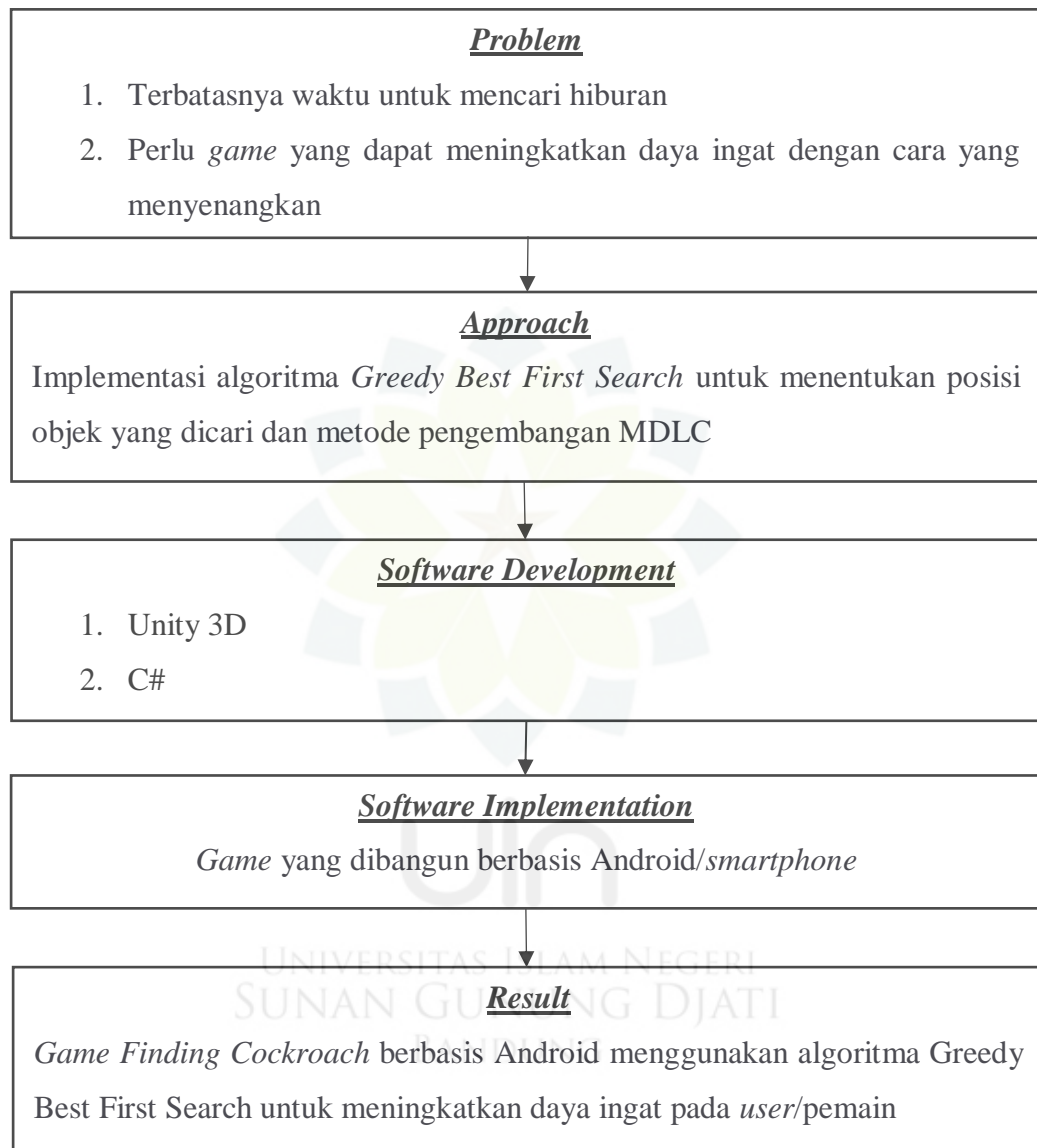 Problem
1. Terbatasnya waktu untuk mencari hiburan
2. Perlu game yang dapat meningkatkan daya ingat dengan cara yang
menyenangkan
Approach
Implementasi algoritma Greedy Best First Search untuk menentukan posisi
objek yang dicari dan metode pengembangan MDLC
Software Development
1. Unity 3D
2. C#
Software Implementation
Game yang dibangun berbasis Android/smartphone
uin
UNIVERSITAS ISLAM NEGERI
SUNAN GUNUNG DJATI
BANDUNG
Result
Game Finding Cockroach berbasis Android menggunakan algoritma Greedy
Best First Search untuk meningkatkan daya ingat pada user/pemain